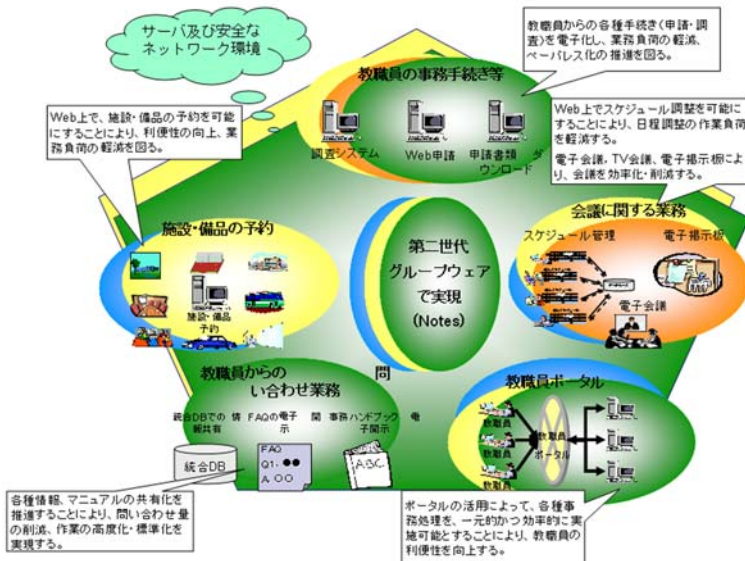 サーバ及び安全な
ネットワーク環境
教職員からの各種手続き(申請・調
査)を電子化し、業務負荷の軽減、
ペーパレス化の推進を図る。
教職員の事務手続き等
調査システム
Web申請
申請書類 ダ
ウンロード
Web上で、施設・備品の予約を可能
にすることにより、利便性の向上、業
務負荷の軽減を図る。
Web上でスケジュール調整を可能に
することにより、日程調整の作業負荷
を軽減する。
電子会議、TV会議、電子掲示板によ
り、会議を効率化・削減する。
施設・備品の予約
施設・備品
予約
第二世代
グループウェア
で実現
(Notes)
会議に関する業務
スケジュール管理
電子掲示板
電子会議
教職員からの 問
い合わせ業務
統合DBでの 情
報共有
FAQの電子 開
示
事務ハンドブック 電
子開示
統合DB
FAQ
Q1. ●●
A. ○○
ABC
教職員ポータル
教職員
教職員
教職員
教職員
ポータル
各種情報、マニュアルの共有化を
推進することにより、問い合わせ量
の削減、作業の高度化・標準化を
実現する。
ポータルの活用によって、各種事
務処理を、一元的かつ効率的に実
施可能とすることにより、教職員の
利便性を向上する。